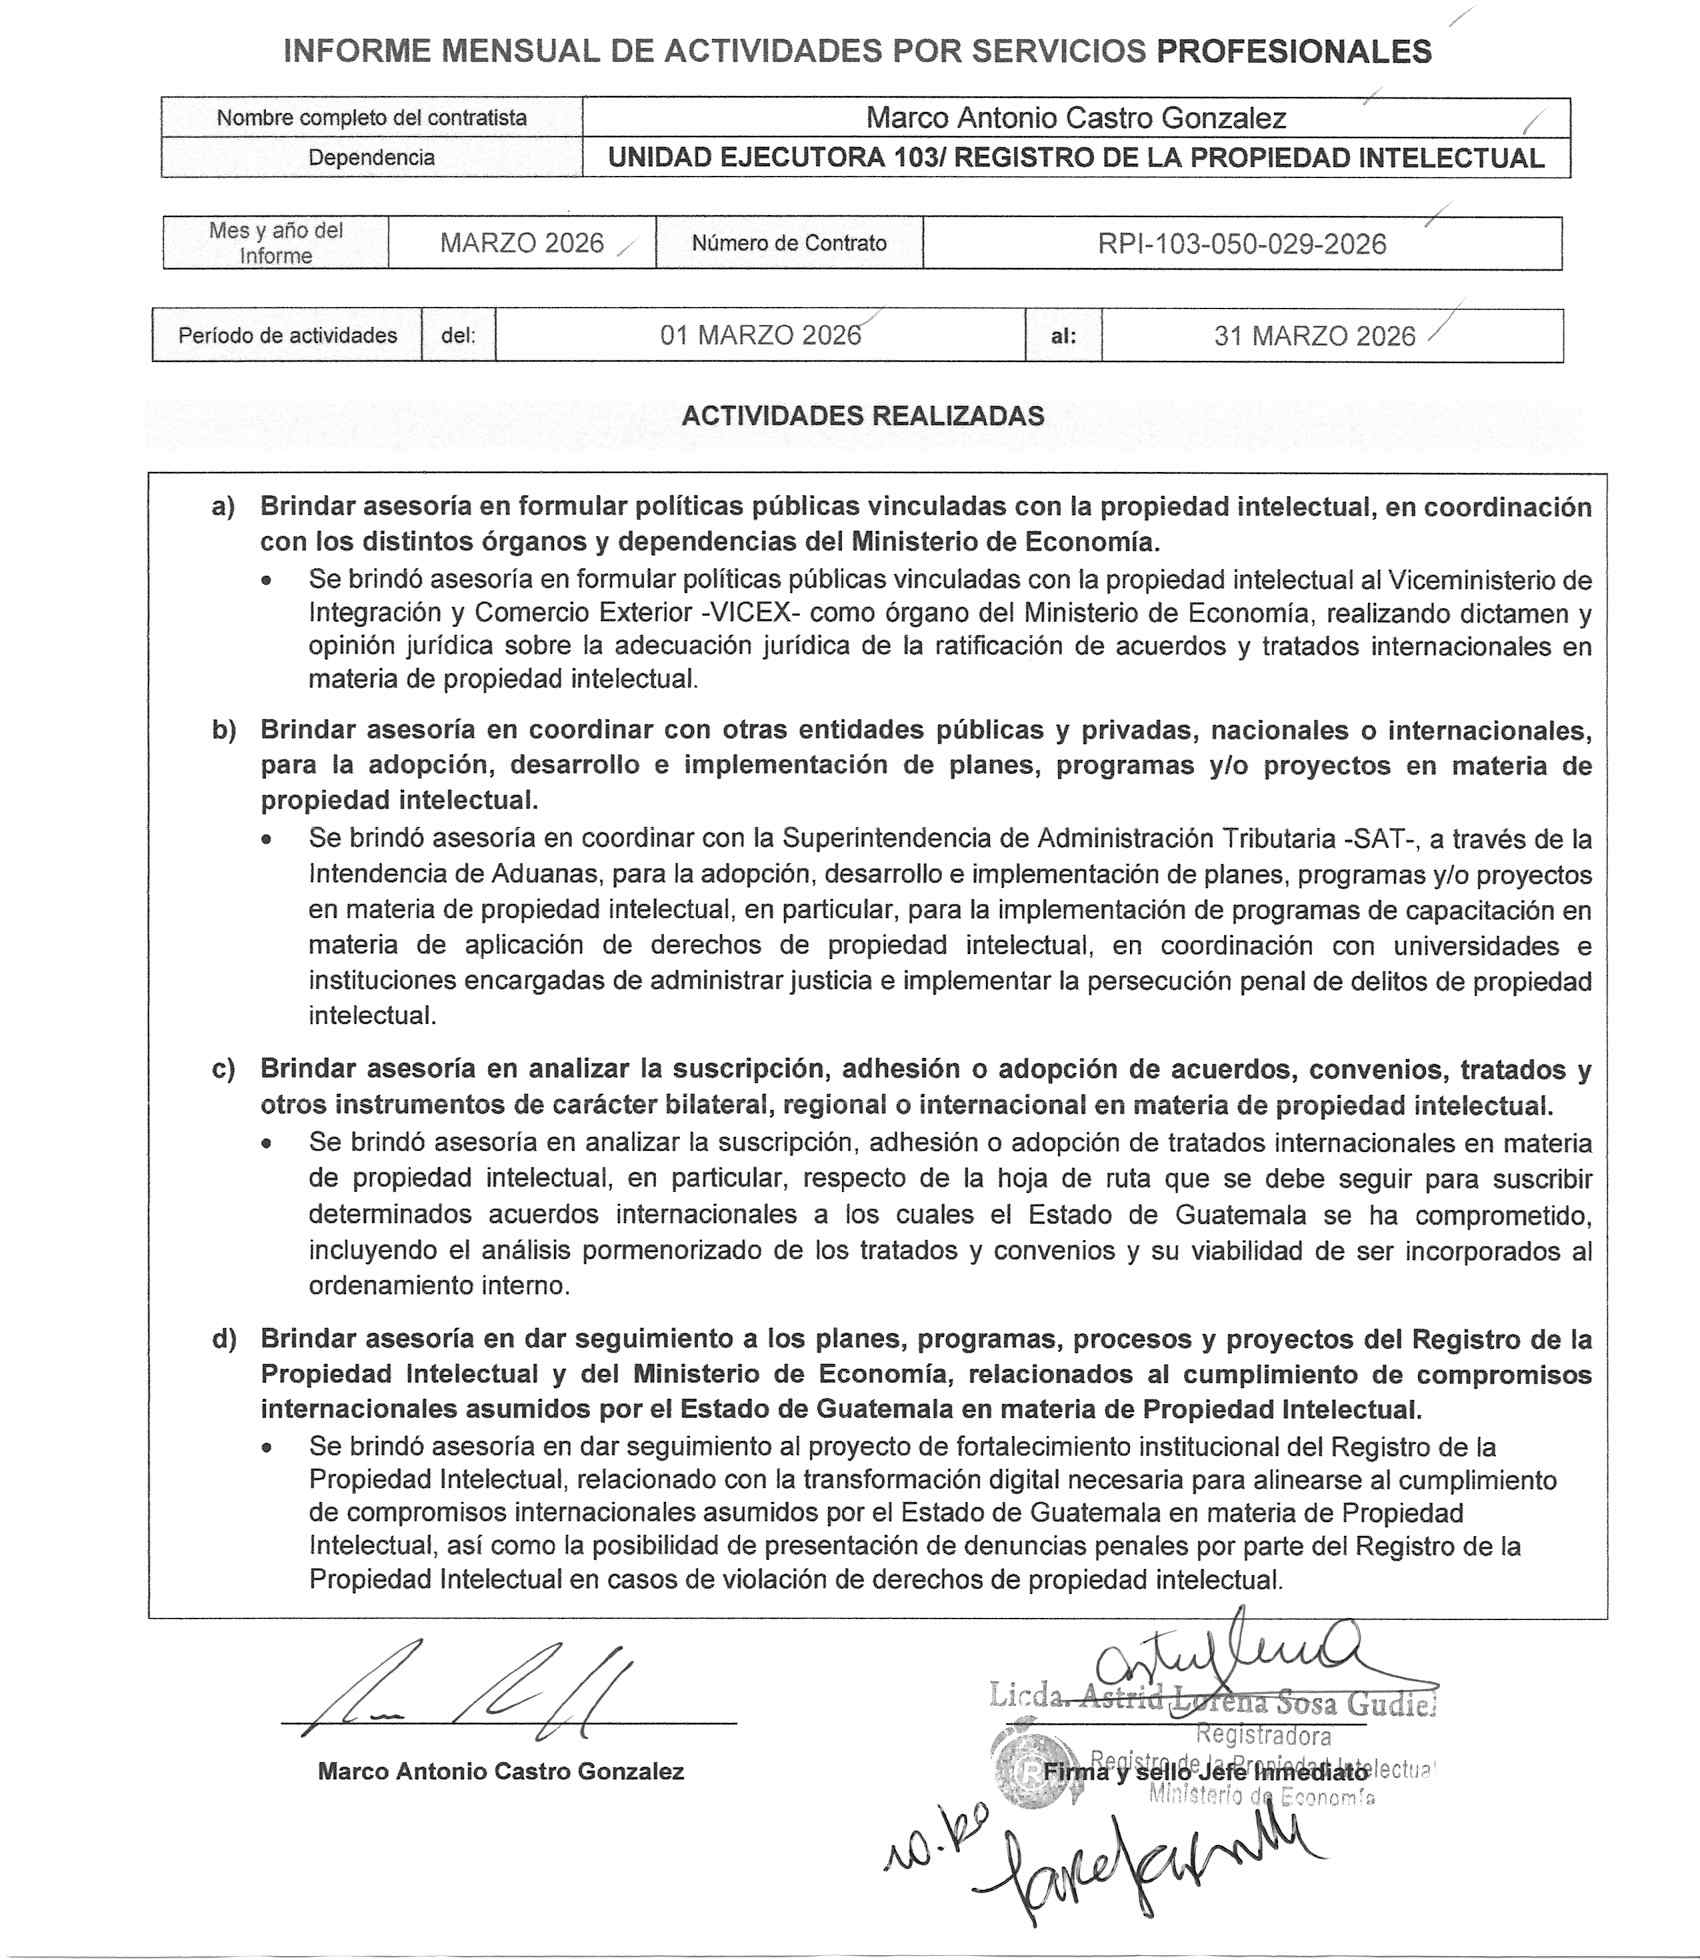 INFORME MENSUAL DE ACTIVIDADES POR SERVICIOS PROFESIONALES
Nombre completo del contratista Marco Antonio Castro Gonzalez
Dependencia UNIDAD EJECUTORA 103/ REGISTRO DE LA PROPIEDAD INTELECTUAL
Mes y año del Informe MARZO 2026 Número de Contrato RPI-103-050-029-2026
Período de actividades del: 01 MARZO 2026 al: 31 MARZO 2026
ACTIVIDADES REALIZADAS
a) Brindar asesoría en formular políticas públicas vinculadas con la propiedad intelectual, en coordinación
con los distintos órganos y dependencias del Ministerio de Economía.
• Se brindó asesoría en formular políticas públicas vinculadas con la propiedad intelectual al Viceministerio de
Integración y Comercio Exterior -VICEX- como órgano del Ministerio de Economía, realizando dictamen y
opinión jurídica sobre la adecuación jurídica de la ratificación de acuerdos y tratados internacionales en
materia de propiedad intelectual.
b) Brindar asesoría en coordinar con otras entidades públicas y privadas, nacionales o internacionales,
para la adopción, desarrollo e implementación de planes, programas y/o proyectos en materia de
propiedad intelectual.
• Se brindó asesoría en coordinar con la Superintendencia de Administración Tributaria -SAT-, a través de la
Intendencia de Aduanas, para la adopción, desarrollo e implementación de planes, programas y/o proyectos
en materia de propiedad intelectual, en particular, para la implementación de programas de capacitación en
materia de aplicación de derechos de propiedad intelectual, en coordinación con universidades e
instituciones encargadas de administrar justicia e implementar la persecución penal de delitos de propiedad
intelectual.
c) Brindar asesoría en analizar la suscripción, adhesión o adopción de acuerdos, convenios, tratados y
otros instrumentos de carácter bilateral, regional o internacional en materia de propiedad intelectual.
• Se brindó asesoría en analizar la suscripción, adhesión o adopción de tratados internacionales en materia
de propiedad intelectual, en particular, respecto de la hoja de ruta que se debe seguir para suscribir
determinados acuerdos internacionales a los cuales el Estado de Guatemala se ha comprometido,
incluyendo el análisis pormenorizado de los tratados y convenios y su viabilidad de ser incorporados al
ordenamiento interno.
d) Brindar asesoría en dar seguimiento a los planes, programas, procesos y proyectos del Registro de la
Propiedad Intelectual y del Ministerio de Economía, relacionados al cumplimiento de compromisos
internacionales asumidos por el Estado de Guatemala en materia de Propiedad Intelectual.
• Se brindó asesoría en dar seguimiento al proyecto de fortalecimiento institucional del Registro de la
Propiedad Intelectual, relacionado con la transformación digital necesaria para alinearse al cumplimiento
de compromisos internacionales asumidos por el Estado de Guatemala en materia de Propiedad
Intelectual, así como la posibilidad de presentación de denuncias penales por parte del Registro de la
Propiedad Intelectual en casos de violación de derechos de propiedad intelectual.
Licda. Astrid Lorena Sosa Gudiel
Registradora
Registro de la Propiedad Intelectual
Ministerio de Economía
Marco Antonio Castro Gonzalez
Firma y sello Jefe Inmediato